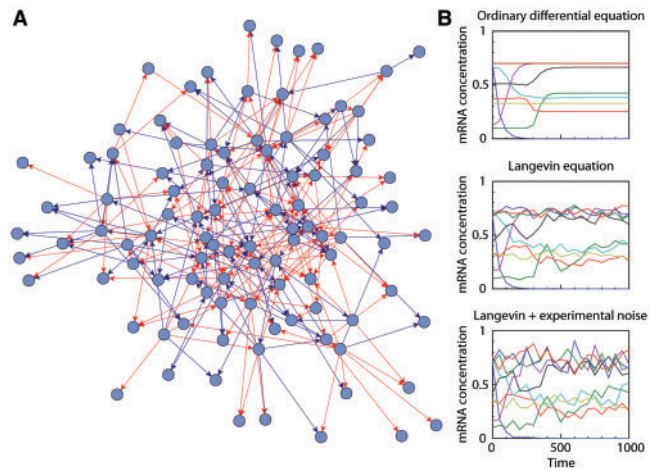 A
B
Ordinary differential equation
mRNA concentration
1
0.5
0
Langevin equation
mRNA concentration
1
0.5
0
Langevin + experimental noise
mRNA concentration
1
0.5
0
0
500
1000
Time